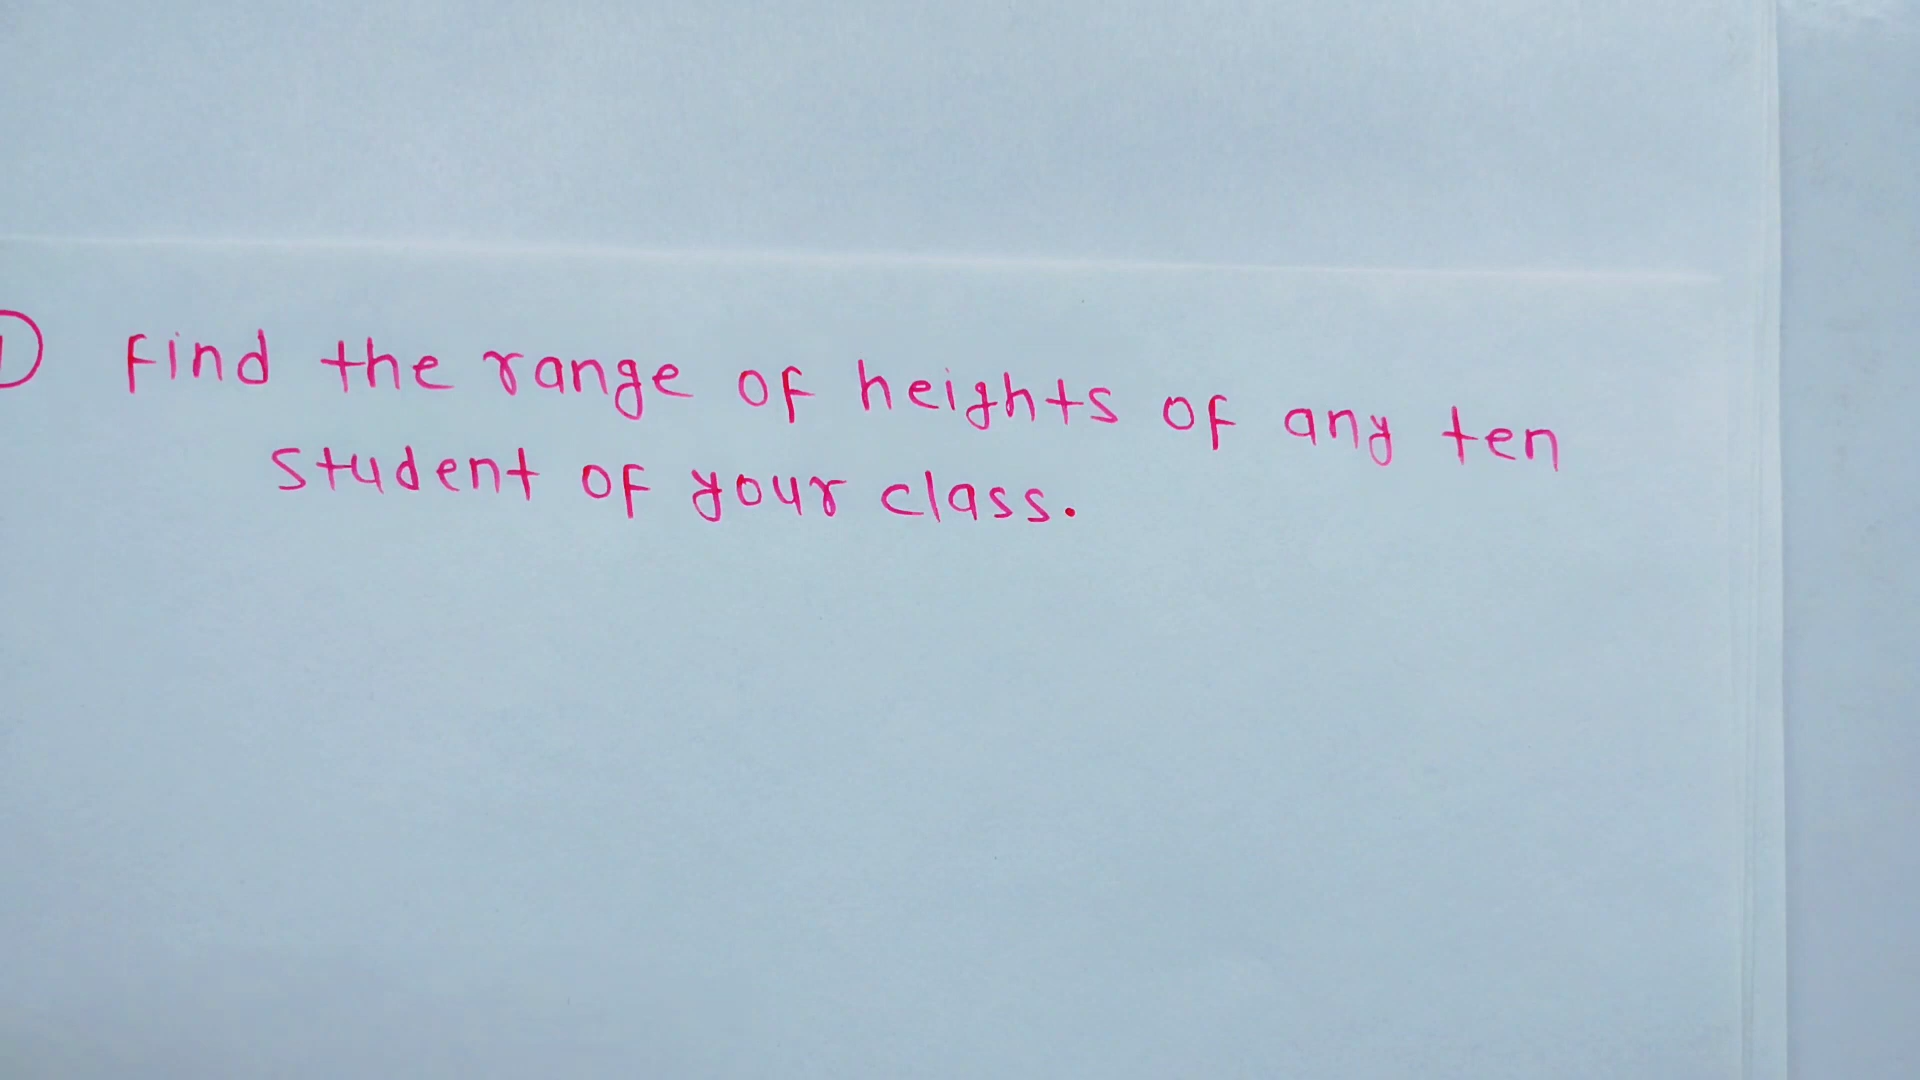 Find the range of heights of any ten
student of your class.